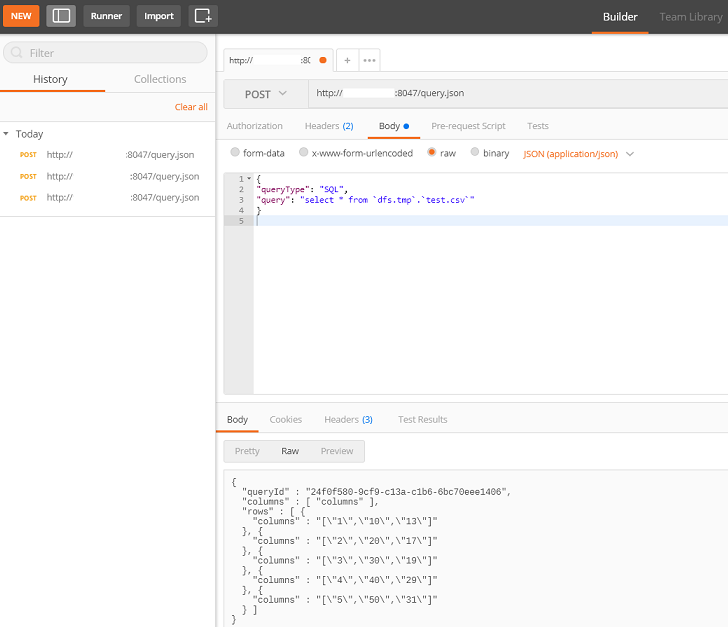 NEW Runner Import Builder Team Library
Filter
History Collections
Clear all
Today
POST http:// :8047/query.json
POST http:// :8047/query.json
POST http:// :8047/query.json
http:// :80 + •••
POST http:// :8047/query.json
Authorization Headers (2) Body Pre-request Script Tests
form-data x-www-form-urlencoded raw binary JSON (application/json)
1 {
2 "queryType": "SQL",
3 "query": "select * from `dfs.tmp`.`test.csv`"
4 }
5
Body Cookies Headers (3) Test Results
Pretty Raw Preview
{
"queryId" : "24f0f580-9cf9-c13a-c1b6-6bc70eee1406",
"columns" : [ "columns" ],
"rows" : [ {
"columns" : "[\"1\",\"10\",\"13\"]"
}, {
"columns" : "[\"2\",\"20\",\"17\"]"
}, {
"columns" : "[\"3\",\"30\",\"19\"]"
}, {
"columns" : "[\"4\",\"40\",\"29\"]"
}, {
"columns" : "[\"5\",\"50\",\"31\"]"
} ]
}